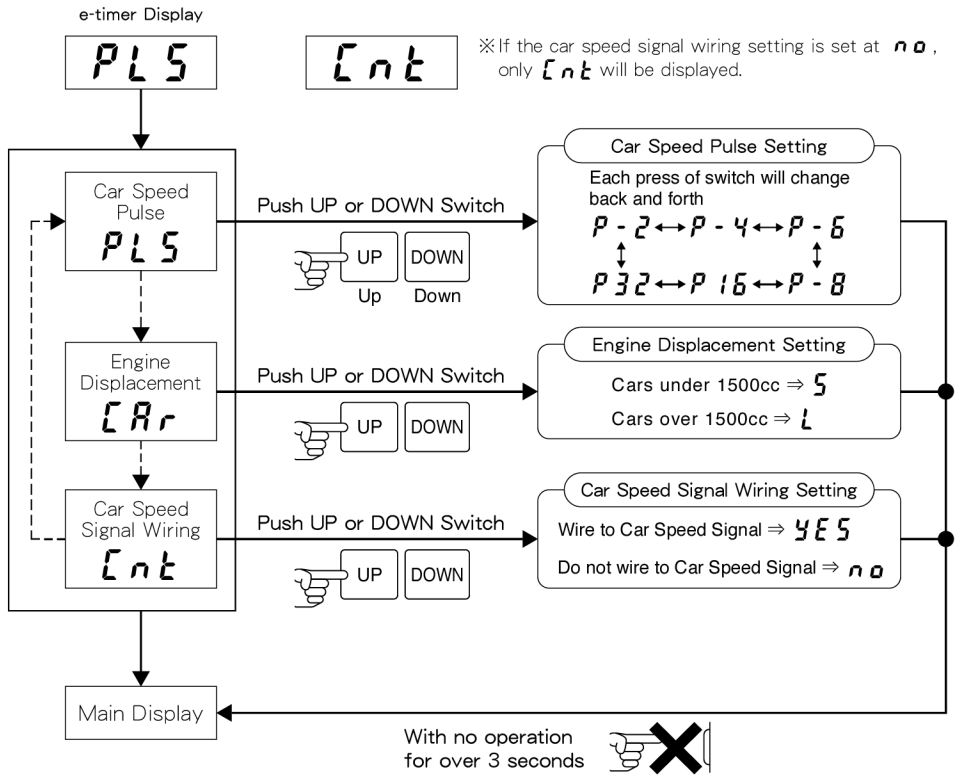 e-timer Display
PLS
Cnt
※If the car speed signal wiring setting is set at no,
only Cnt will be displayed.
Car Speed
Pulse
PLS
Push UP or DOWN Switch
UP
DOWN
Up
Down
Car Speed Pulse Setting
Each press of switch will change
back and forth
P-2↔P-4↔P-6
↕ ↕
P32↔P16↔P-8
Engine
Displacement
CAr
Push UP or DOWN Switch
UP
DOWN
Engine Displacement Setting
Cars under 1500cc ⇒ S
Cars over 1500cc ⇒ L
Car Speed
Signal Wiring
Cnt
Push UP or DOWN Switch
UP
DOWN
Car Speed Signal Wiring Setting
Wire to Car Speed Signal ⇒ YES
Do not wire to Car Speed Signal ⇒ no
Main Display
With no operation
for over 3 seconds